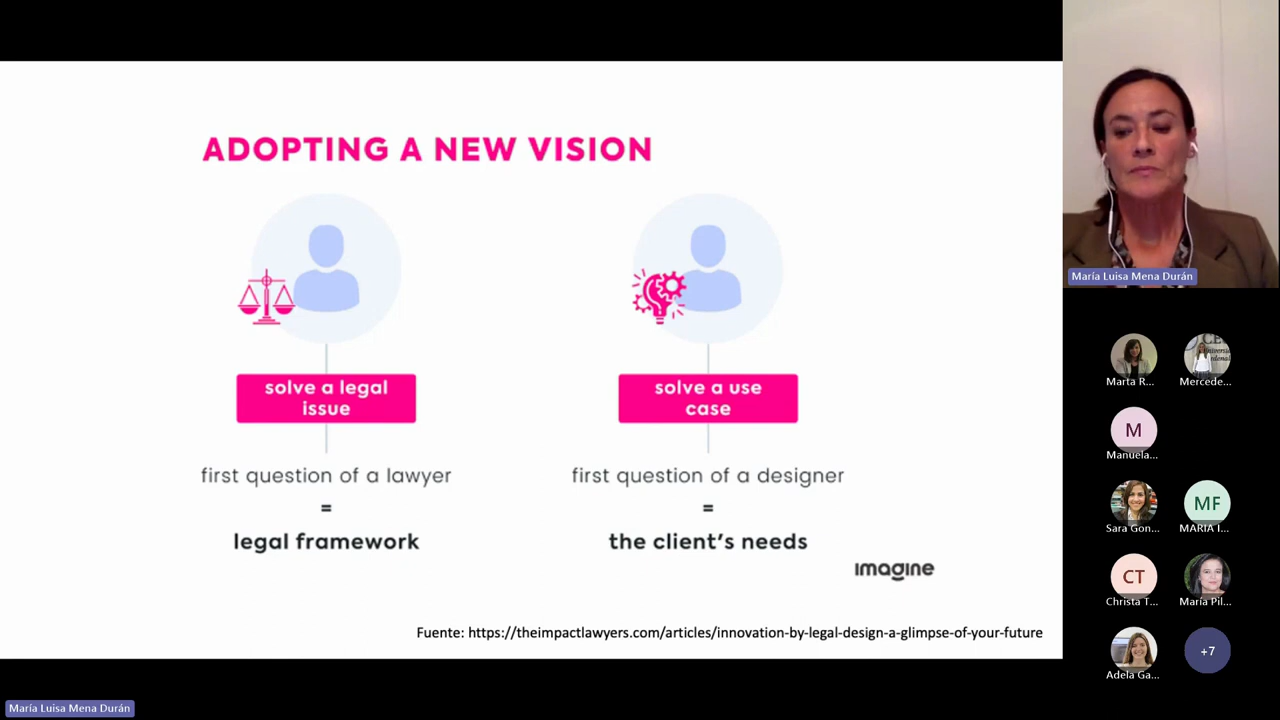 ADOPTING A NEW VISION
solve a legal
issue
first question of a lawyer
=
legal framework
solve a use
case
first question of a designer
=
the client's needs
imagine
Fuente: https://theimpactlawyers.com/articles/innovation-by-legal-design-a-glimpse-of-your-future
María Luisa Mena Durán
Marta R...
Mercede...
M
Manuela...
Sara Gon...
MF
MARIA I...
CT
Christa T...
María Pil...
Adela Ga...
+7
María Luisa Mena Durán